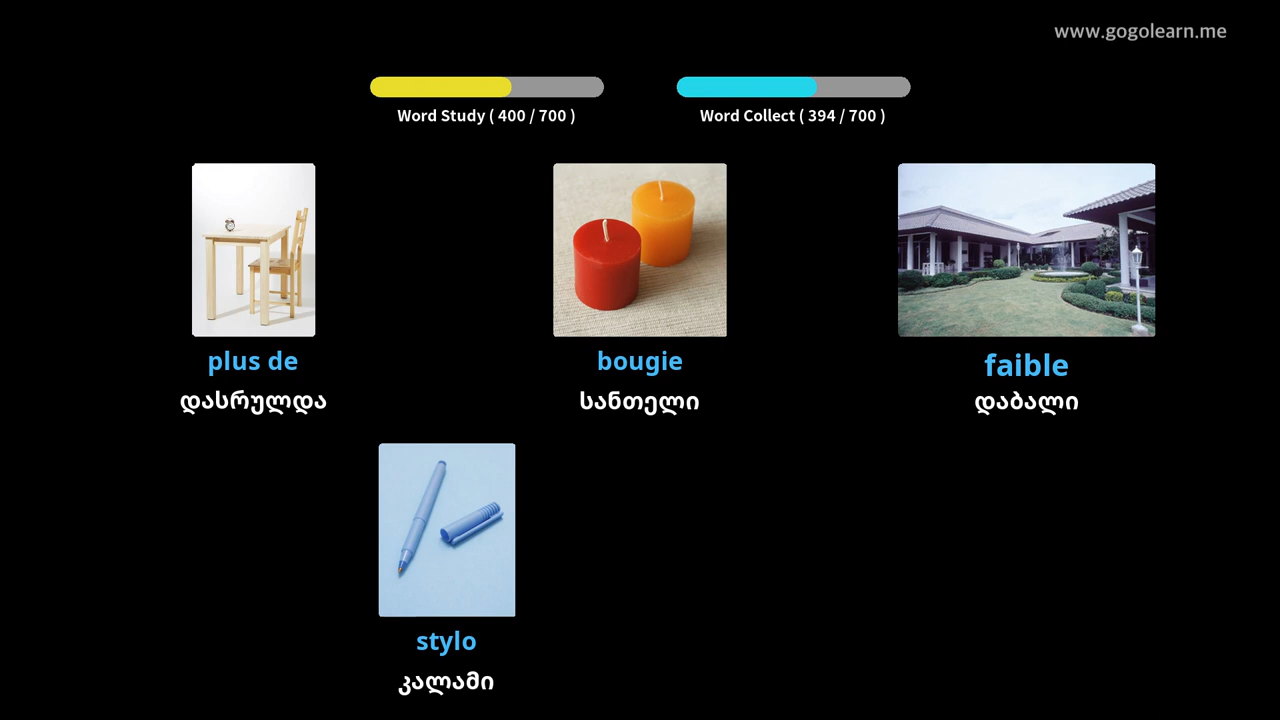 www.gogolearn.me
Word Study ( 400 / 700 )
Word Collect ( 394 / 700 )
plus de
დასრულდა
bougie
სანთელი
faible
დაბალი
stylo
კალამი